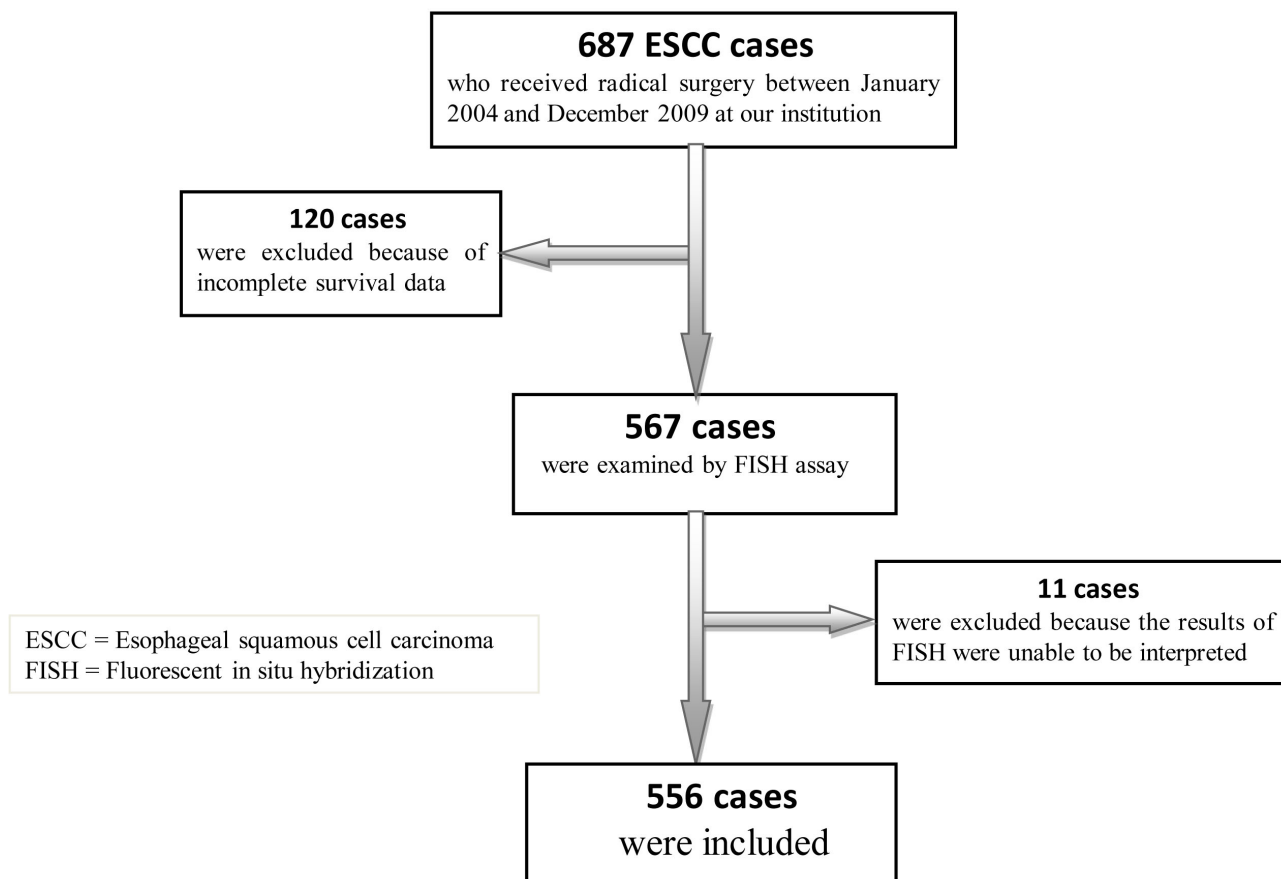 687 ESCC cases
who received radical surgery between January
2004 and December 2009 at our institution
120 cases
were excluded because of
incomplete survival data
567 cases
were examined by FISH assay
11 cases
were excluded because the results of
FISH were unable to be interpreted
ESCC = Esophageal squamous cell carcinoma
FISH = Fluorescent in situ hybridization
556 cases
were included